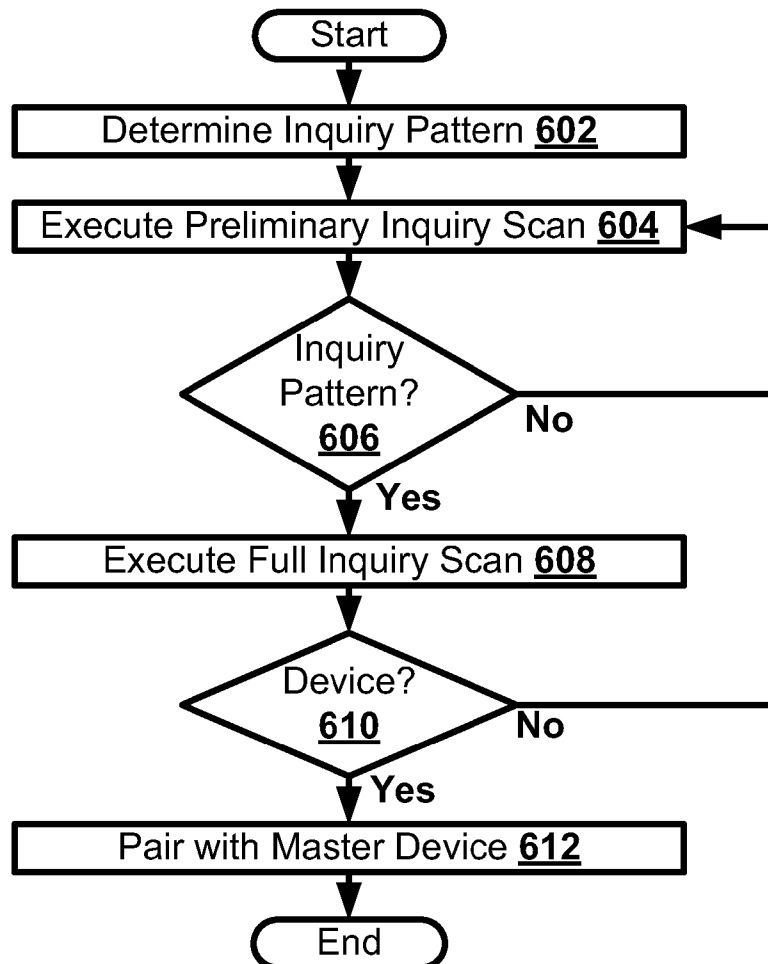 Start
Determine Inquiry Pattern 602
Execute Preliminary Inquiry Scan 604
Inquiry
Pattern?
606
No
Yes
Execute Full Inquiry Scan 608
Device?
610
No
Yes
Pair with Master Device 612
End